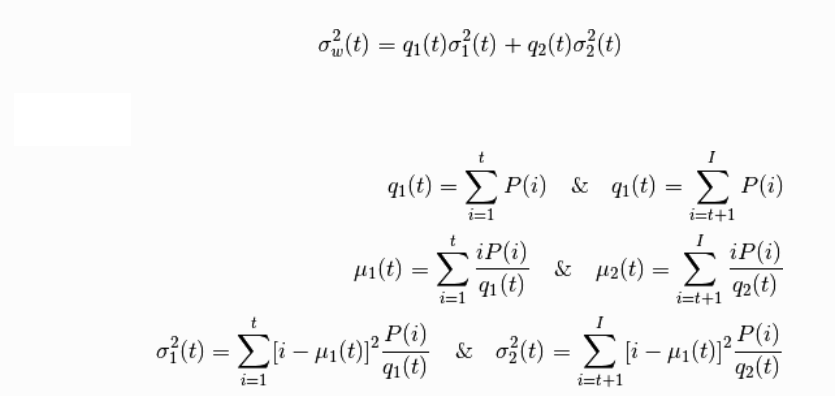 σ_w^2(t) = q_1(t)σ_1^2(t) + q_2(t)σ_2^2(t)
q_1(t) = \sum_{i=1}^{t} P(i) & q_1(t) = \sum_{i=t+1}^{I} P(i)
μ_1(t) = \sum_{i=1}^{t} \frac{iP(i)}{q_1(t)} & μ_2(t) = \sum_{i=t+1}^{I} \frac{iP(i)}{q_2(t)}
σ_1^2(t) = \sum_{i=1}^{t} [i − μ_1(t)]^2 \frac{P(i)}{q_1(t)} & σ_2^2(t) = \sum_{i=t+1}^{I} [i − μ_1(t)]^2 \frac{P(i)}{q_2(t)}